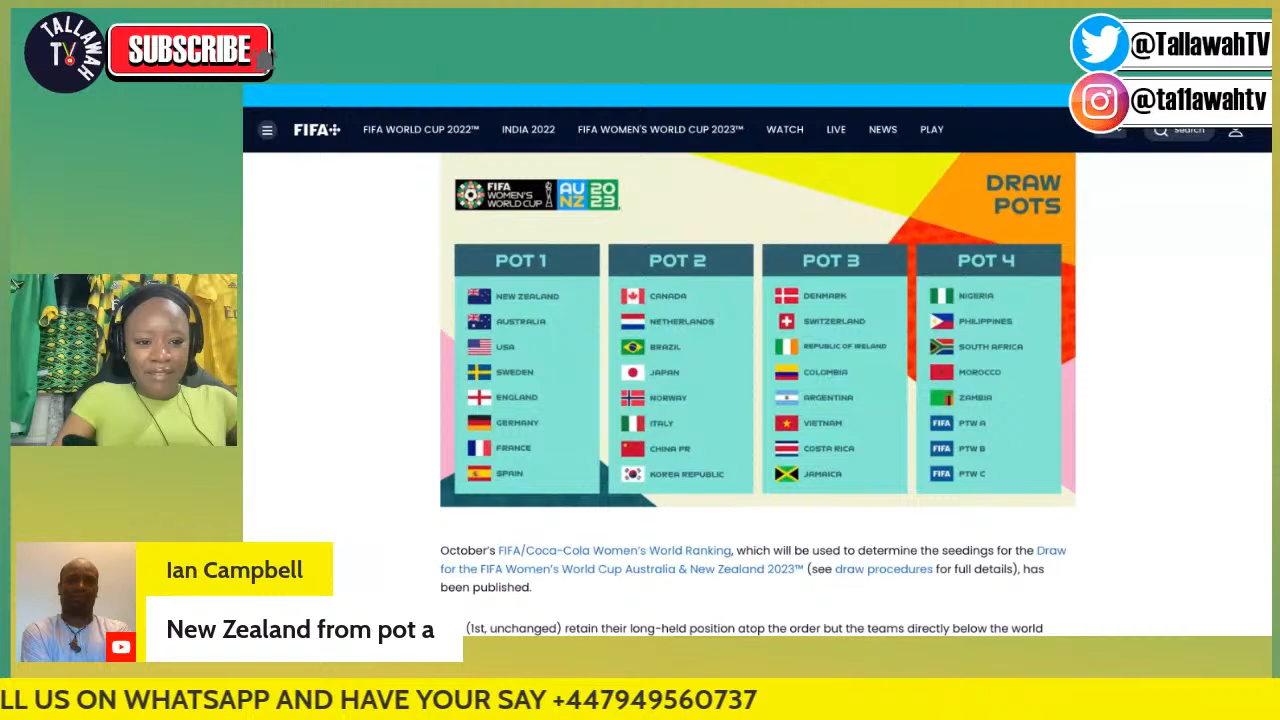 TALLAWAH
TV
SUBSCRIBE
@TallawahTV
@ta11awahtv
FIFA+
FIFA WORLD CUP 2022™
INDIA 2022
FIFA WOMEN'S WORLD CUP 2023™
WATCH
LIVE
NEWS
PLAY
Search
FIFA
WOMEN'S
WORLD CUP
AU 20
NZ 23
DRAW
POTS
POT 1
NEW ZEALAND
AUSTRALIA
USA
SWEDEN
ENGLAND
GERMANY
FRANCE
SPAIN
POT 2
CANADA
NETHERLANDS
BRAZIL
JAPAN
NORWAY
ITALY
CHINA PR
KOREA REPUBLIC
POT 3
DENMARK
SWITZERLAND
REPUBLIC OF IRELAND
COLOMBIA
ARGENTINA
VIETNAM
COSTA RICA
JAMAICA
POT 4
NIGERIA
PHILIPPINES
SOUTH AFRICA
MOROCCO
ZAMBIA
FIFA PTW A
FIFA PTW B
FIFA PTW C
October's FIFA/Coca-Cola Women's World Ranking, which will be used to determine the seedings for the Draw
for the FIFA Women's World Cup Australia & New Zealand 2023™ (see draw procedures for full details), has
been published.
(1st, unchanged) retain their long-held position atop the order but the teams directly below the world
Ian Campbell
New Zealand from pot a
LL US ON WHATSAPP AND HAVE YOUR SAY +447949560737